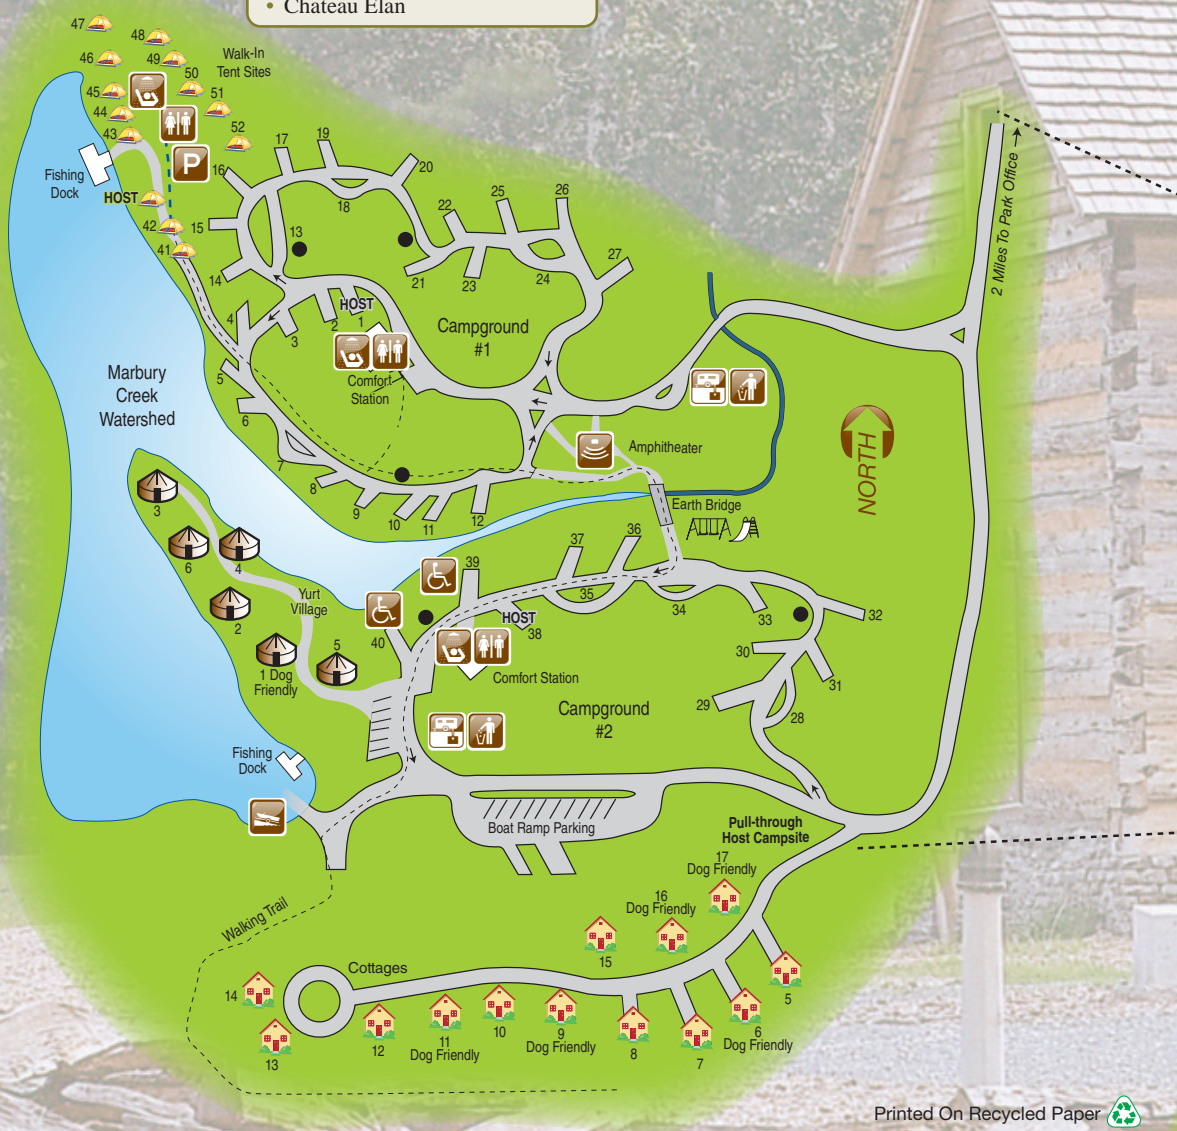 • Chateau Elan
47
48
46
49
Walk-In
Tent Sites
50
45
51
44
43
52
P
Fishing
Dock
HOST
42
41
17
19
16
20
18
15
13
14
22
25
26
21
23
24
27
2 Miles To Park Office
HOST
1
2
3
4
5
6
7
8
9
10
11
12
Campground
#1
Comfort
Station
Marbury
Creek
Watershed
Amphitheater
NORTH
Earth Bridge
3
6
4
2
Yurt
Village
1 Dog
Friendly
5
39
37
36
35
34
33
32
HOST
38
40
30
31
29
28
Comfort Station
Campground
#2
Fishing
Dock
Boat Ramp Parking
Pull-through
Host Campsite
17
Dog Friendly
16
Dog Friendly
15
Walking Trail
Cottages
14
13
12
11
Dog Friendly
10
9
Dog Friendly
8
7
6
Dog Friendly
5
Printed On Recycled Paper